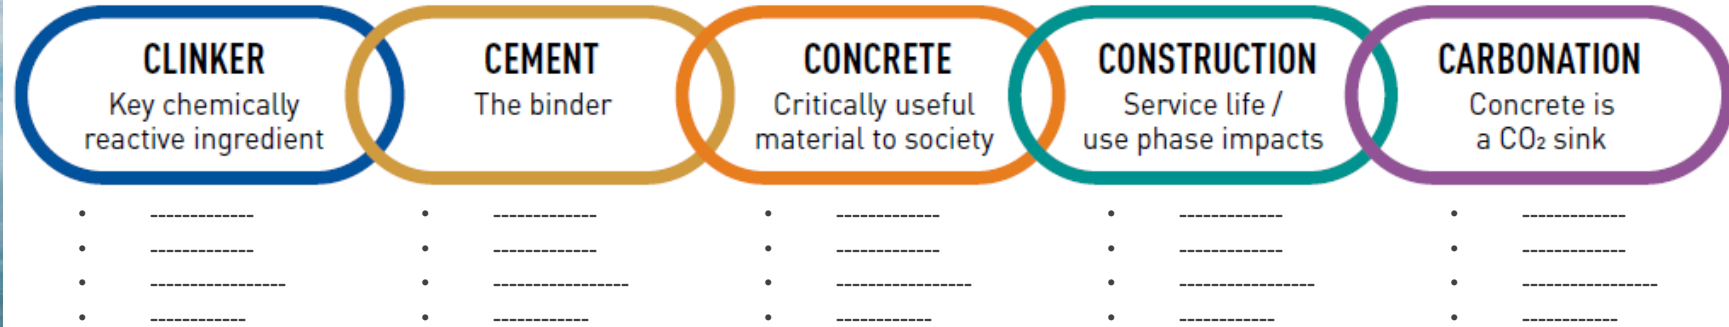 CLINKER
Key chemically
reactive ingredient
CEMENT
The binder
CONCRETE
Critically useful
material to society
CONSTRUCTION
Service life /
use phase impacts
CARBONATION
Concrete is
a CO₂ sink
• -------------
• -------------
• -----------------
• ------------
• -------------
• -------------
• -----------------
• ------------
• -------------
• -------------
• -----------------
• ------------
• -------------
• -------------
• -----------------
• ------------
• -------------
• -------------
• -----------------
• ------------